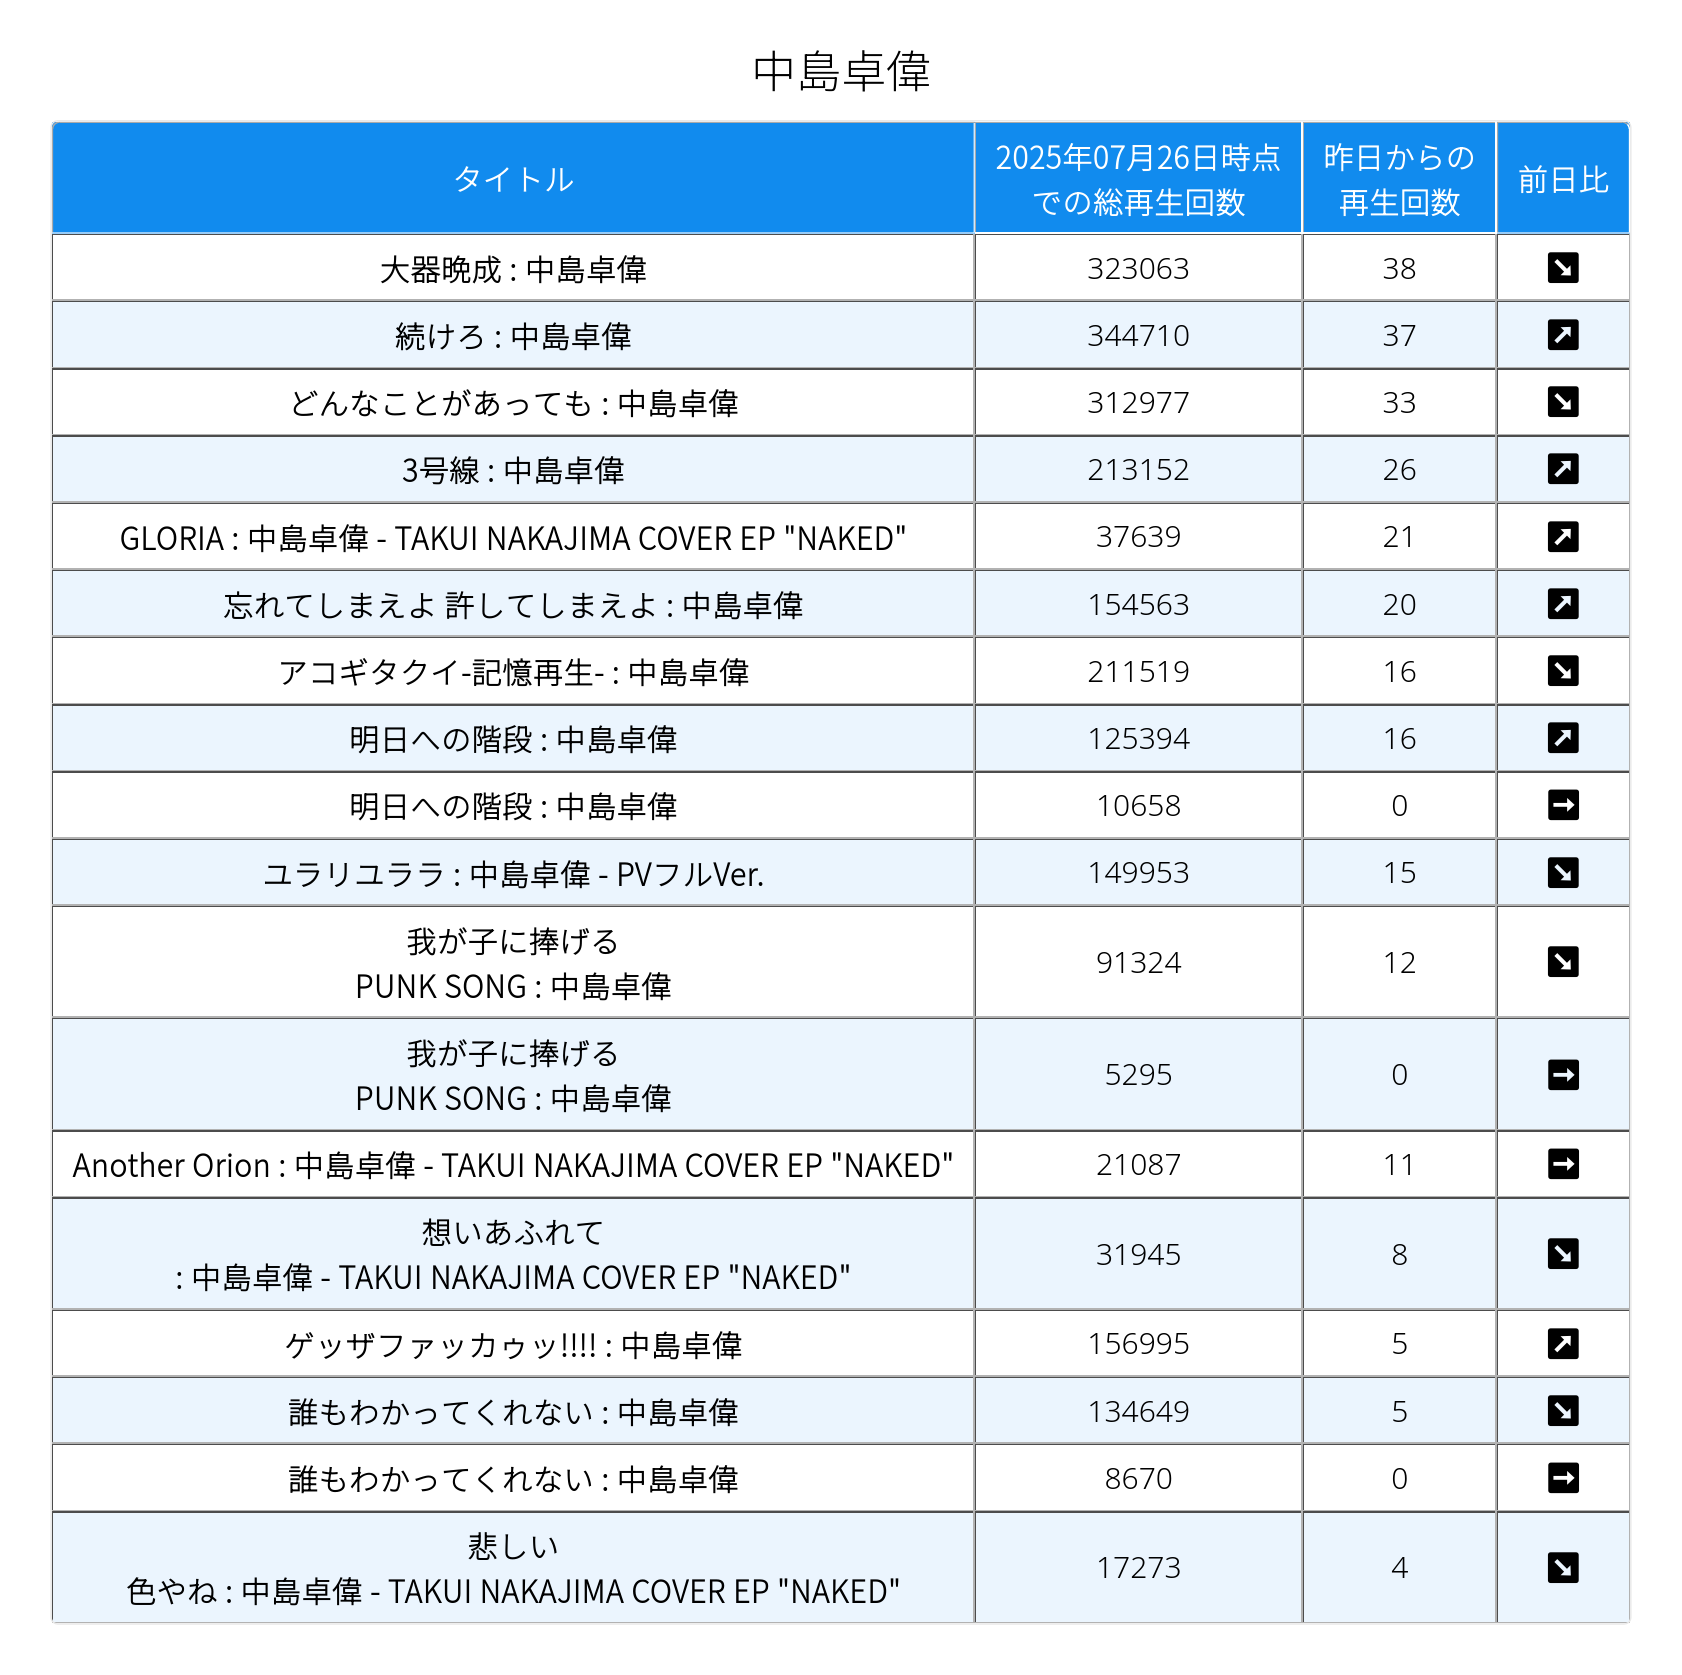 中島卓偉
タイトル
2025年07月26日時点
での総再生回数
昨日からの
再生回数
前日比
大器晩成 : 中島卓偉 323063 38
続けろ : 中島卓偉 344710 37
どんなことがあっても : 中島卓偉 312977 33
3号線 : 中島卓偉 213152 26
GLORIA : 中島卓偉 - TAKUI NAKAJIMA COVER EP "NAKED" 37639 21
忘れてしまえよ 許してしまえよ : 中島卓偉 154563 20
アコギタクイ-記憶再生- : 中島卓偉 211519 16
明日への階段 : 中島卓偉 125394 16
明日への階段 : 中島卓偉 10658 0
ユラリユララ : 中島卓偉 - PVフルVer. 149953 15
我が子に捧げる
PUNK SONG : 中島卓偉 91324 12
我が子に捧げる
PUNK SONG : 中島卓偉 5295 0
Another Orion : 中島卓偉 - TAKUI NAKAJIMA COVER EP "NAKED" 21087 11
想いあふれて
: 中島卓偉 - TAKUI NAKAJIMA COVER EP "NAKED" 31945 8
ゲッザファッカゥッ!!!! : 中島卓偉 156995 5
誰もわかってくれない : 中島卓偉 134649 5
誰もわかってくれない : 中島卓偉 8670 0
悲しい
色やね : 中島卓偉 - TAKUI NAKAJIMA COVER EP "NAKED" 17273 4